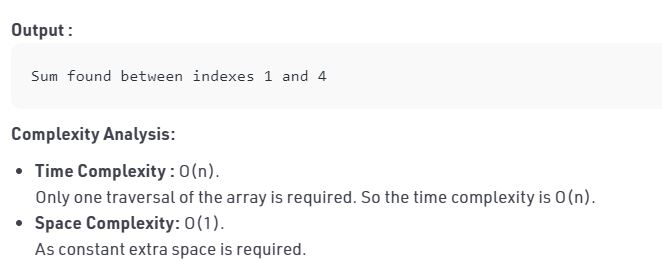 Output :
Sum found between indexes 1 and 4
Complexity Analysis:
• Time Complexity : O(n).
Only one traversal of the array is required. So the time complexity is O(n).
• Space Complexity: O(1).
As constant extra space is required.